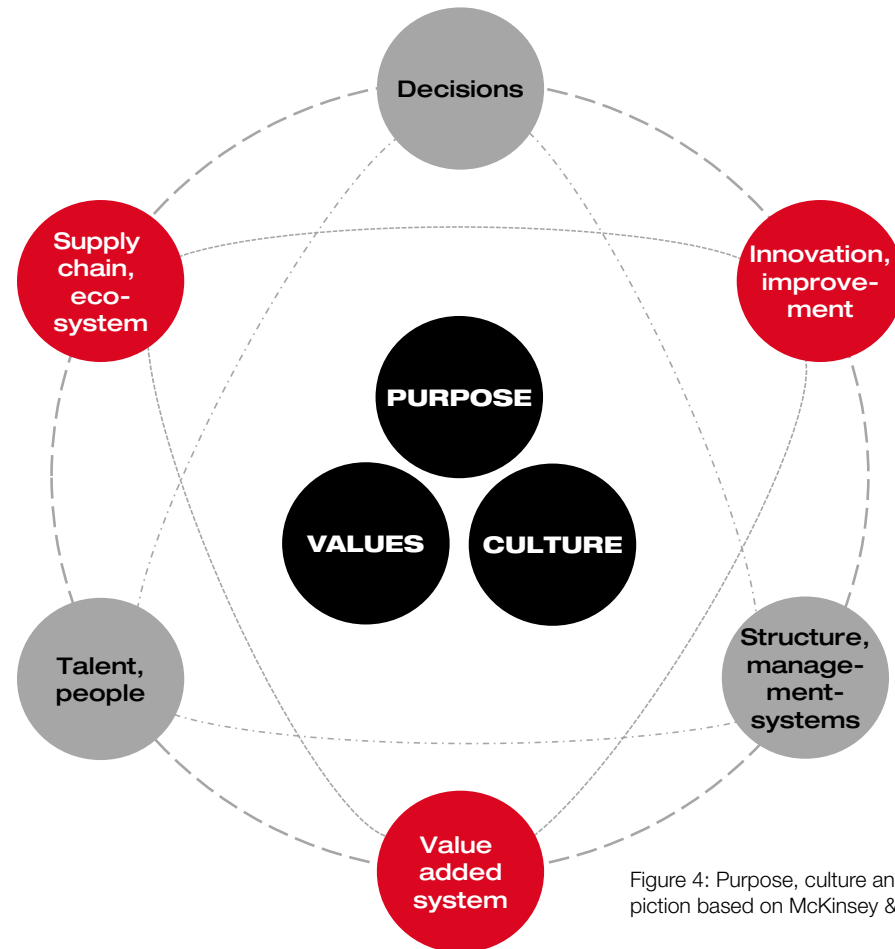 Decisions
Supply
chain,
eco-
system
Innovation,
improve-
ment
PURPOSE
VALUES
CULTURE
Talent,
people
Structure,
manage-
ment-
systems
Value
added
system
Figure 4: Purpose, culture an
piction based on McKinsey &